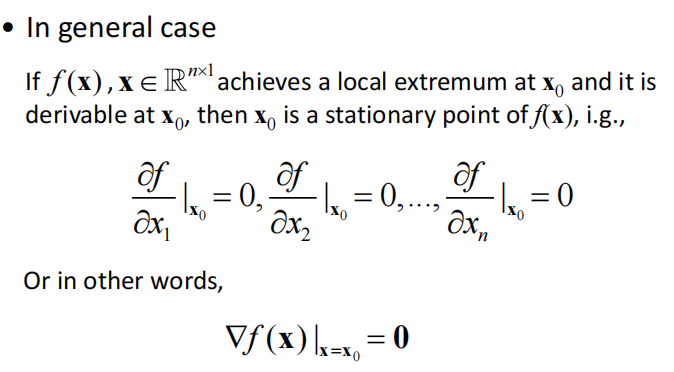 • In general case
If f(x), x ∈ ℝⁿˣ¹ achieves a local extremum at x₀ and it is
derivable at x₀, then x₀ is a stationary point of f(x), i.g.,
∂f/∂x₁ |ₓ₀ = 0, ∂f/∂x₂ |ₓ₀ = 0,..., ∂f/∂xₙ |ₓ₀ = 0
Or in other words,
∇f(x)|ₓ₌ₓ₀ = 0